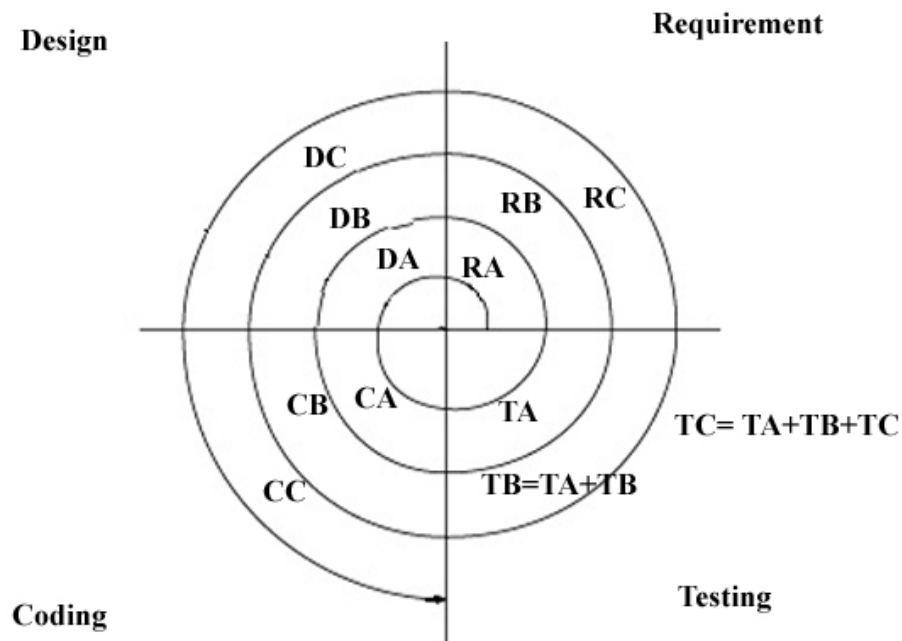 Requirement
Design
DC
RC
RB
DB
DA
RA
CA
CB
TA
TC= TA+TB+TC
TB=TA+TB
CC
Testing
Coding